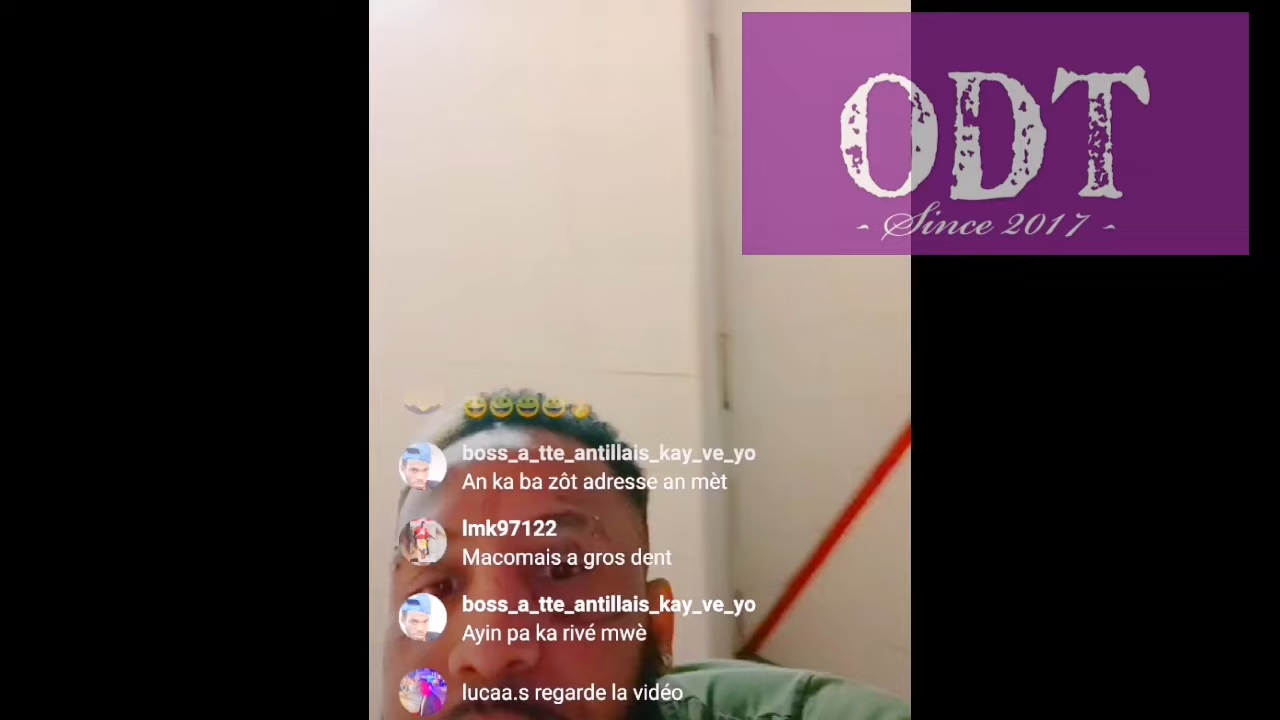 ODT
- Since 2017 -
😄😄😄😄👏
boss_a_tte_antillais_kay_ve_yo
An ka ba zôt adresse an mèt
lmk97122
Macomais a gros dent
boss_a_tte_antillais_kay_ve_yo
Ayin pa ka rivé mwè
lucaa.s regarde la vidéo